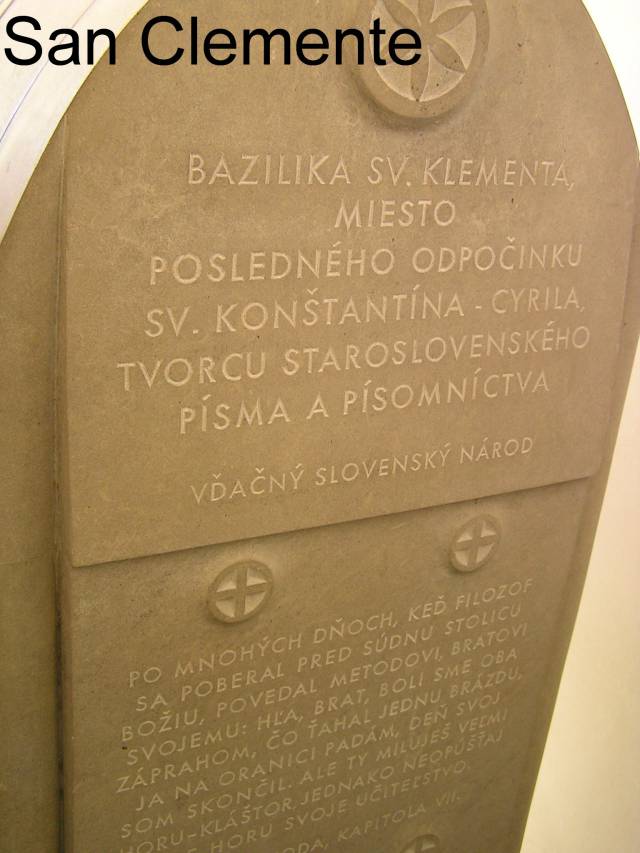 San Clemente
BAZILIKA SV. KLEMENTA,
MIESTO
POSLEDNÉHO ODPOČINKU
SV. KONŠTANTÍNA - CYRILA,
TVORCU STAROSLOVENSKÉHO
PÍSMA A PÍSOMNÍCTVA
VĎAČNÝ SLOVENSKÝ NÁROD
PO MNOHÝCH DŇOCH, KEĎ FILOZOF
SA POBERAL PRED SÚDNU STOLICU
BOŽIU, POVEDAL METODOVI, BRATOVI
SVOJEMU: HĽA, BRAT, BOLI SME OBA
ZÁPRAHOM, ČO ŤAHAL JEDNU BRÁZDU,
JA NA ORANICI PADÁM, DEŇ SVOJ
SOM SKONČIL. ALE TY MILUJEŠ VEĽMI
HORU-KLÁŠTOR. JEDNAKO NEOPÚŠŤAJ
HORU SVOJE UČITEĽSTVO.
KAPITOLA VII.